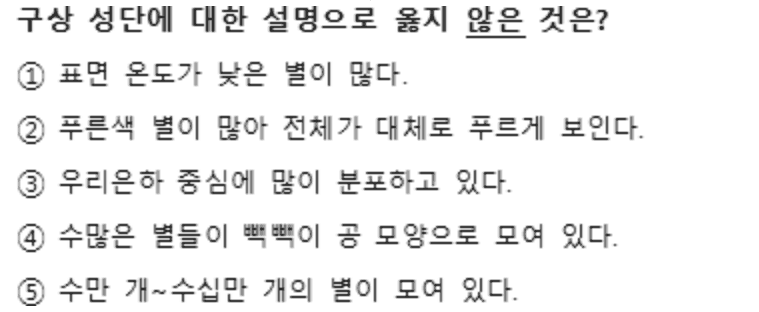 구상 성단에 대한 설명으로 옳지 않은 것은?
① 표면 온도가 낮은 별이 많다.
② 푸른색 별이 많아 전체가 대체로 푸르게 보인다.
③ 우리은하 중심에 많이 분포하고 있다.
④ 수많은 별들이 빽빽이 공 모양으로 모여 있다.
⑤ 수만 개~수십만 개의 별이 모여 있다.